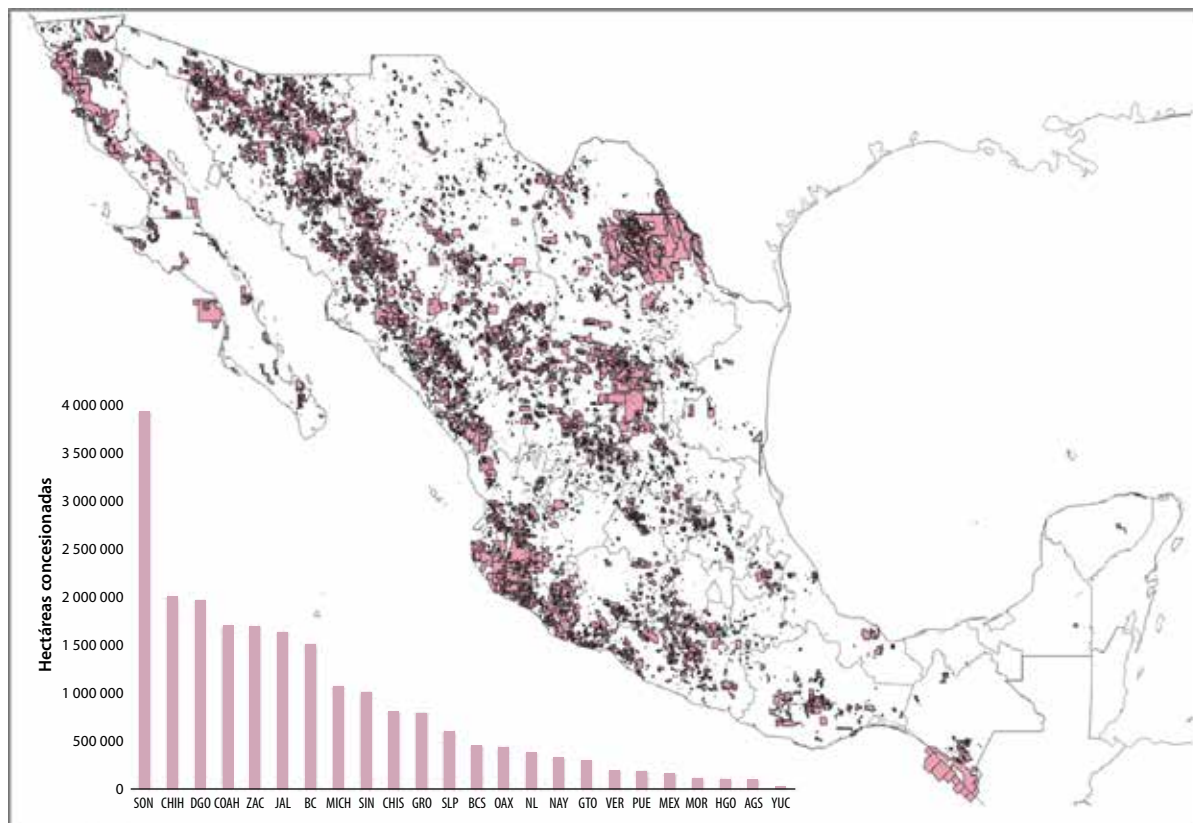 Hectáreas concesionadas
4 000 000
3 500 000
3 000 000
2 500 000
2 000 000
1 500 000
1 000 000
500 000
0
SON CHIH DGO COAH ZAC JAL BC MICH SIN CHIS GRO SLP BCS OAX NL NAY GTO VER PUE MEX MOR HGO AGS YUC